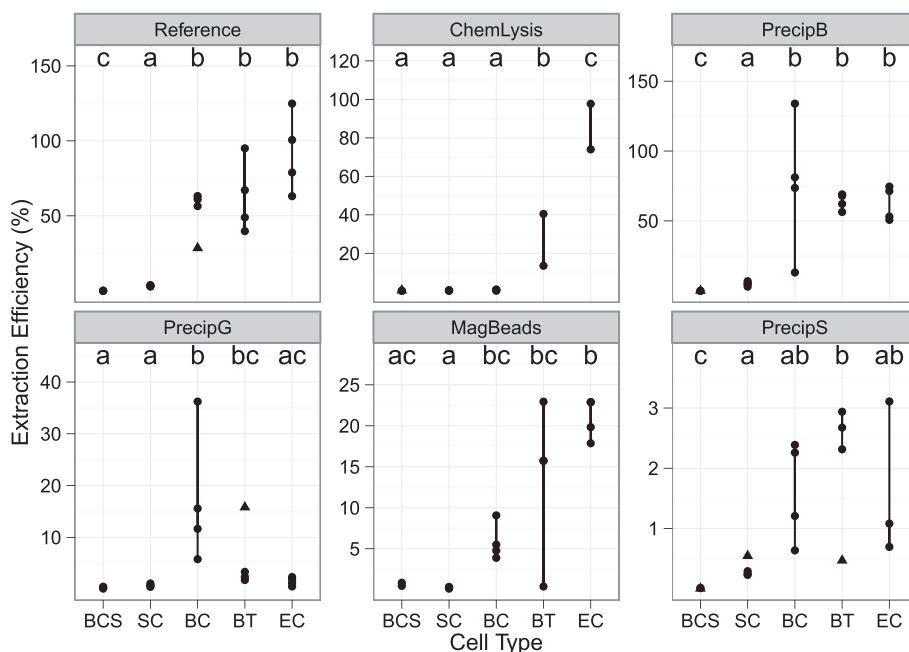 Reference ChemLysis PrecipB
c a b b b a a a b c c a b b b
150 120 150
100 100 100
50 80 50
60
40
20
PrecipG MagBeads PrecipS
a a b bc ac ac a bc bc b c a ab b ab
40 25 3
30 20 2
20 15 1
10 10
5
Extraction Efficiency (%)
BCS SC BC BT EC BCS SC BC BT EC BCS SC BC BT EC
Cell Type